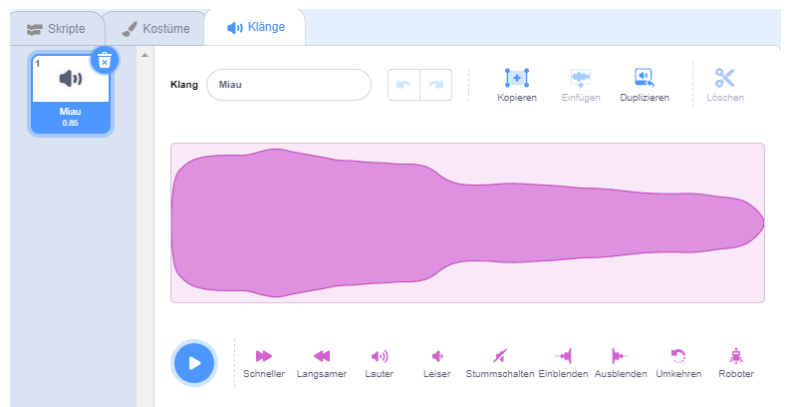 Skripte Kostüme Klänge
1
Miau
0.85
Klang Miau
Kopieren Einfügen Duplizieren Löschen
Schneller Langsamer Lauter Leiser Stummschalten Einblenden Ausblenden Umkehren Roboter